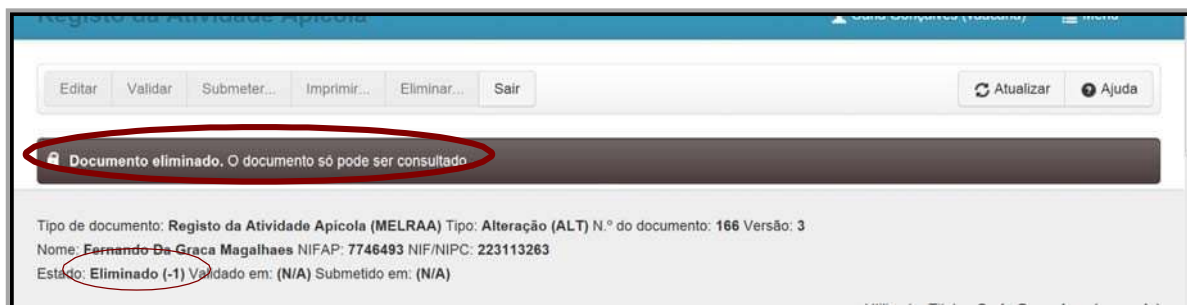 Registo da Atividade Apícola
Menu
Editar Validar Submeter... Imprimir... Eliminar... Sair Atualizar Ajuda
Documento eliminado. O documento só pode ser consultado
Tipo de documento: Registo da Atividade Apícola (MELRAA) Tipo: Alteração (ALT) N.º do documento: 166 Versão: 3
Nome: Fernando Da Graca Magalhaes NIFAP: 7746493 NIF/NIPC: 223113263
Estado: Eliminado (-1) Validado em: (N/A) Submetido em: (N/A)